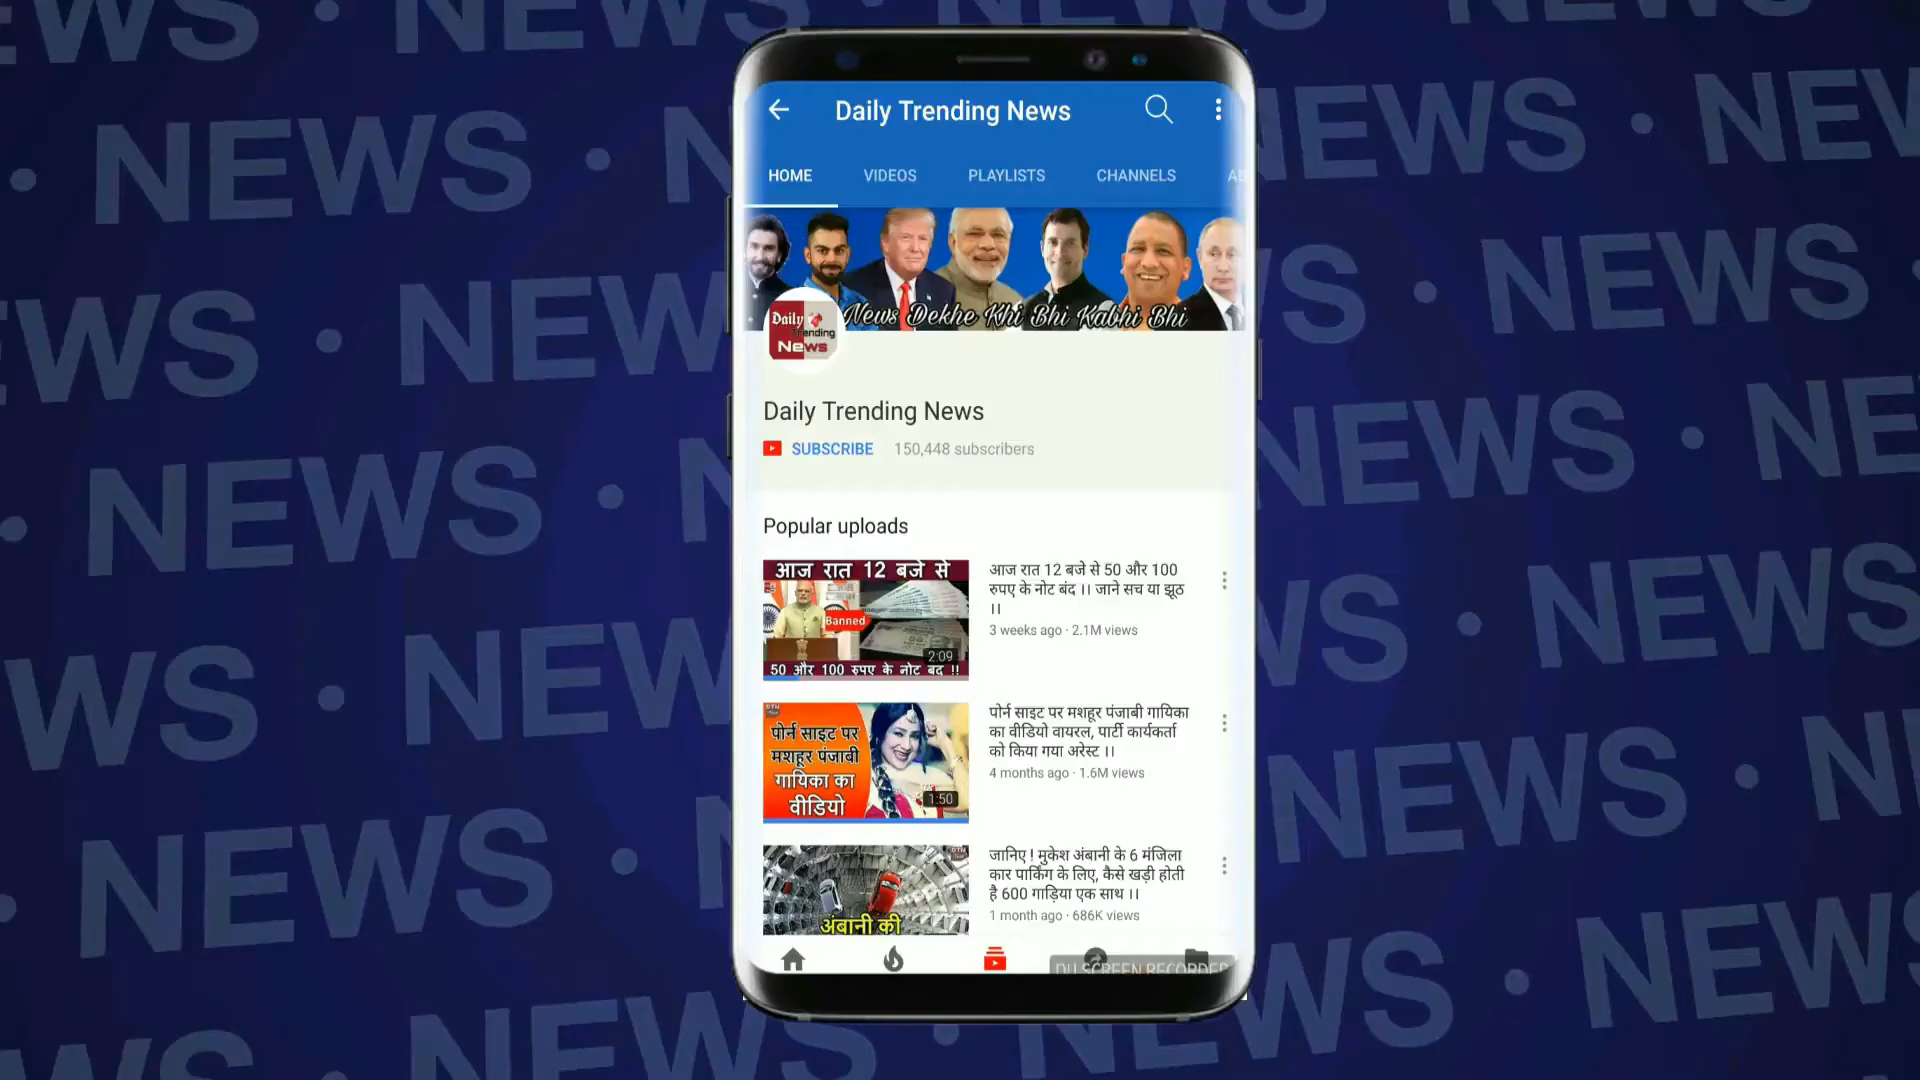 NEWS
Daily Trending News
HOME VIDEOS PLAYLISTS CHANNELS
News Dekhe Khi Bhi Kabhi Bhi
Daily
Trending
News
Daily Trending News
SUBSCRIBE 150,448 subscribers
Popular uploads
आज रात 12 बजे से
Banned
2:09
50 और 100 रुपए के नोट बंद !!
आज रात 12 बजे से 50 और 100
रुपए के नोट बंद ।। जाने सच या झूठ
।।
3 weeks ago · 2.1M views
पोर्न साइट पर
मशहूर पंजाबी
गायिका का
वीडियो
1:50
पोर्न साइट पर मशहूर पंजाबी गायिका
का वीडियो वायरल, पार्टी कार्यकर्ता
को किया गया अरेस्ट ।।
4 months ago · 1.6M views
अंबानी की
जानिए ! मुकेश अंबानी के 6 मंजिला
कार पार्किंग के लिए, कैसे खड़ी होती
है 600 गाड़िया एक साथ ।।
1 month ago · 686K views
DU SCREEN RECORDER